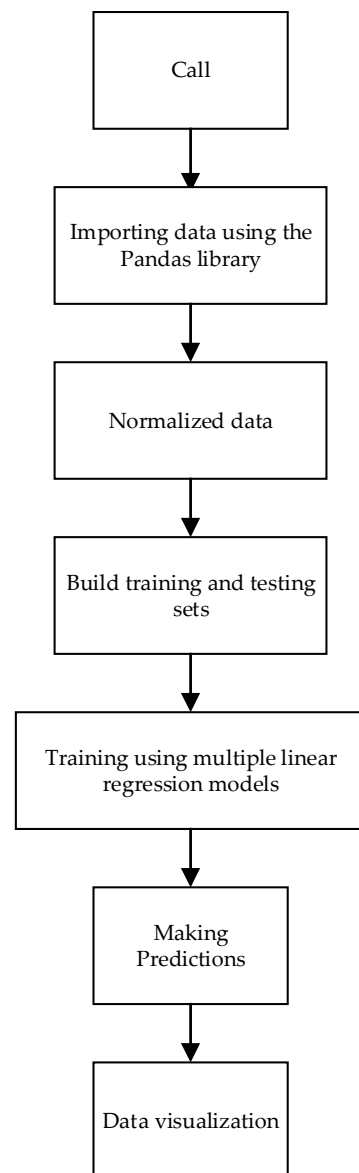 Call
Importing data using the
Pandas library
Normalized data
Build training and testing
sets
Training using multiple linear
regression models
Making
Predictions
Data visualization